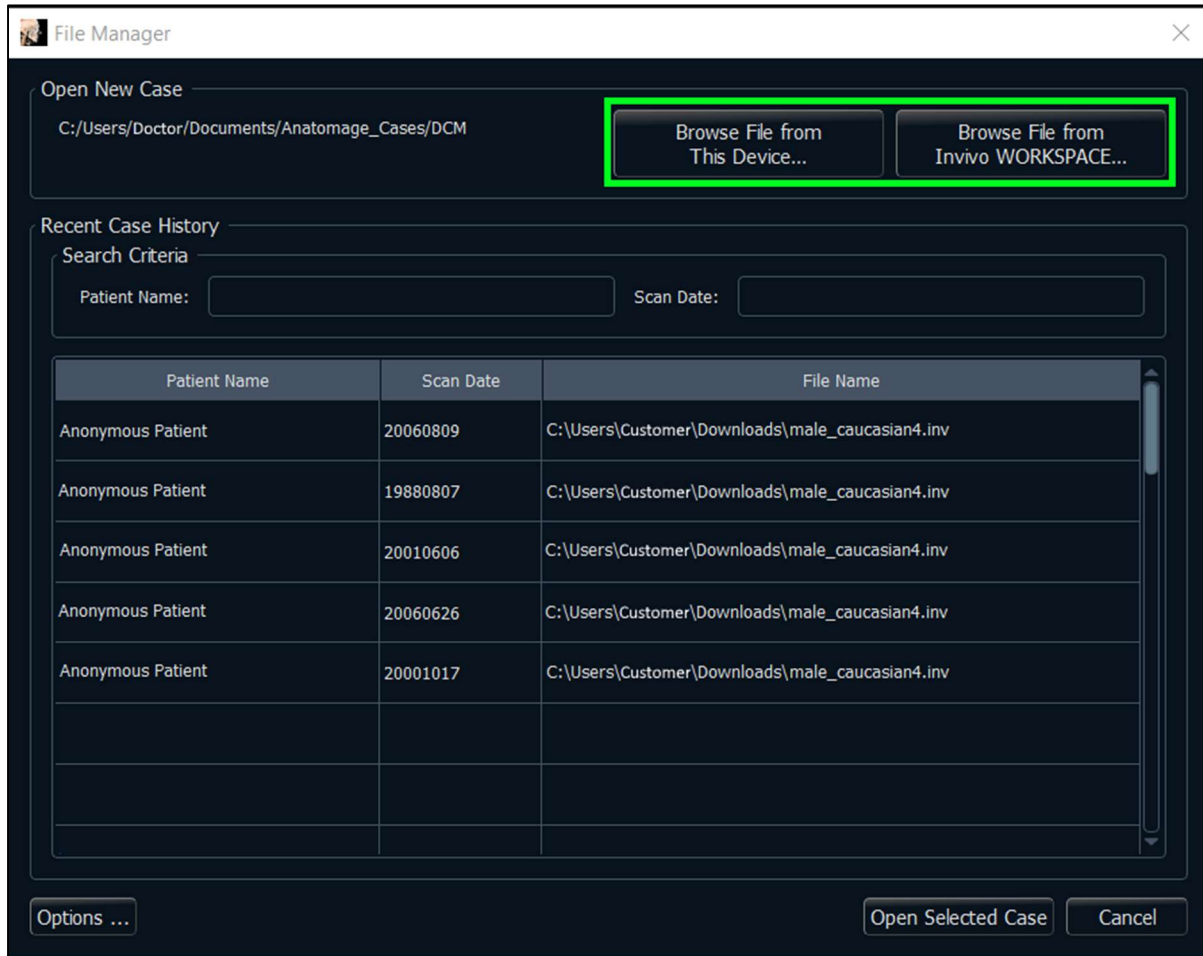 File Manager
Open New Case
C:/Users/Doctor/Documents/Anatomage_Cases/DCM
Browse File from
This Device...
Browse File from
Invivo WORKSPACE...
Recent Case History
Search Criteria
Patient Name:
Scan Date:
Patient Name Scan Date File Name
Anonymous Patient 20060809 C:\Users\Customer\Downloads\male_caucasian4.inv
Anonymous Patient 19880807 C:\Users\Customer\Downloads\male_caucasian4.inv
Anonymous Patient 20010606 C:\Users\Customer\Downloads\male_caucasian4.inv
Anonymous Patient 20060626 C:\Users\Customer\Downloads\male_caucasian4.inv
Anonymous Patient 20001017 C:\Users\Customer\Downloads\male_caucasian4.inv
Options ...
Open Selected Case
Cancel